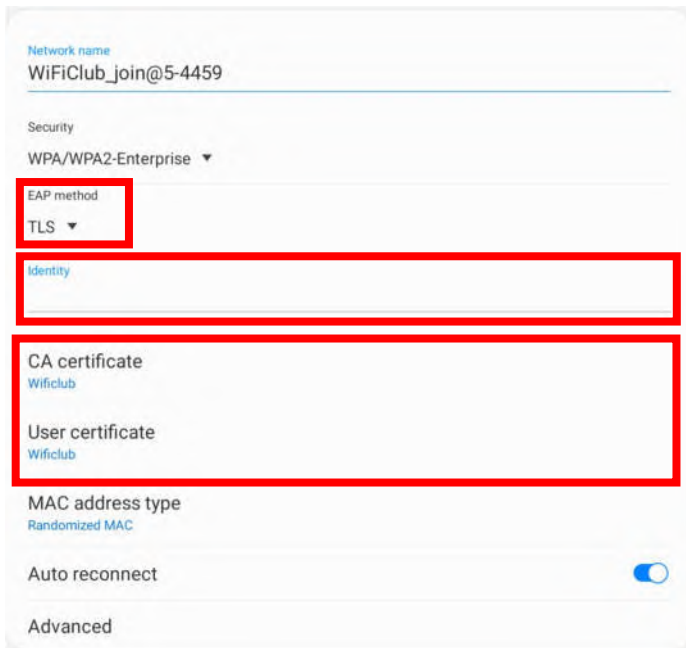 Network name
WiFiClub_join@5-4459
Security
WPA/WPA2-Enterprise
EAP method
TLS
Identity
CA certificate
Wificlub
User certificate
Wificlub
MAC address type
Randomized MAC
Auto reconnect
Advanced